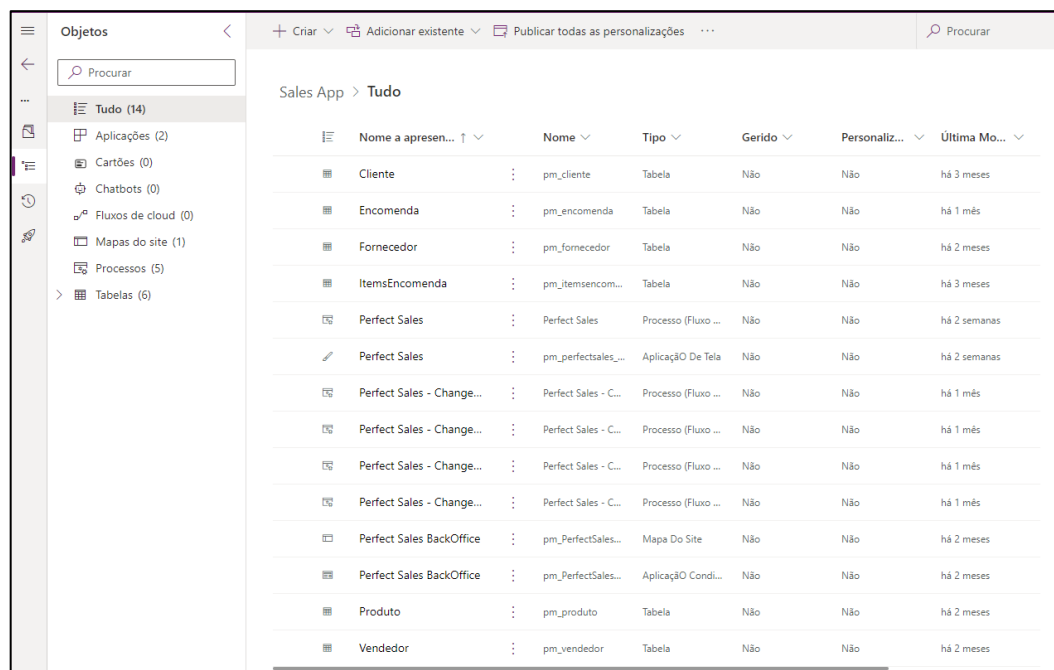 Objetos
Procurar
Tudo (14)
Aplicações (2)
Cartões (0)
Chatbots (0)
Fluxos de cloud (0)
Mapas do site (1)
Processos (5)
Tabelas (6)
Criar Adicionar existente Publicar todas as personalizações ··· Procurar
Sales App > Tudo
Nome a apresen... ↑ Nome Tipo Gerido Personaliz... Última Mo...
Cliente pm_cliente Tabela Não Não há 3 meses
Encomenda pm_encomenda Tabela Não Não há 1 mês
Fornecedor pm_fornecedor Tabela Não Não há 2 meses
ItemsEncomenda pm_itemsencom... Tabela Não Não há 3 meses
Perfect Sales Perfect Sales Processo (Fluxo ... Não Não há 2 semanas
Perfect Sales pm_perfectsales_... AplicaçãO De Tela Não Não há 2 semanas
Perfect Sales - Change... Perfect Sales - C... Processo (Fluxo ... Não Não há 1 mês
Perfect Sales - Change... Perfect Sales - C... Processo (Fluxo ... Não Não há 1 mês
Perfect Sales - Change... Perfect Sales - C... Processo (Fluxo ... Não Não há 1 mês
Perfect Sales - Change... Perfect Sales - C... Processo (Fluxo ... Não Não há 1 mês
Perfect Sales BackOffice pm_PerfectSales... Mapa Do Site Não Não há 2 meses
Perfect Sales BackOffice pm_PerfectSales... AplicaçãO Condi... Não Não há 2 meses
Produto pm_produto Tabela Não Não há 2 meses
Vendedor pm_vendedor Tabela Não Não há 2 meses